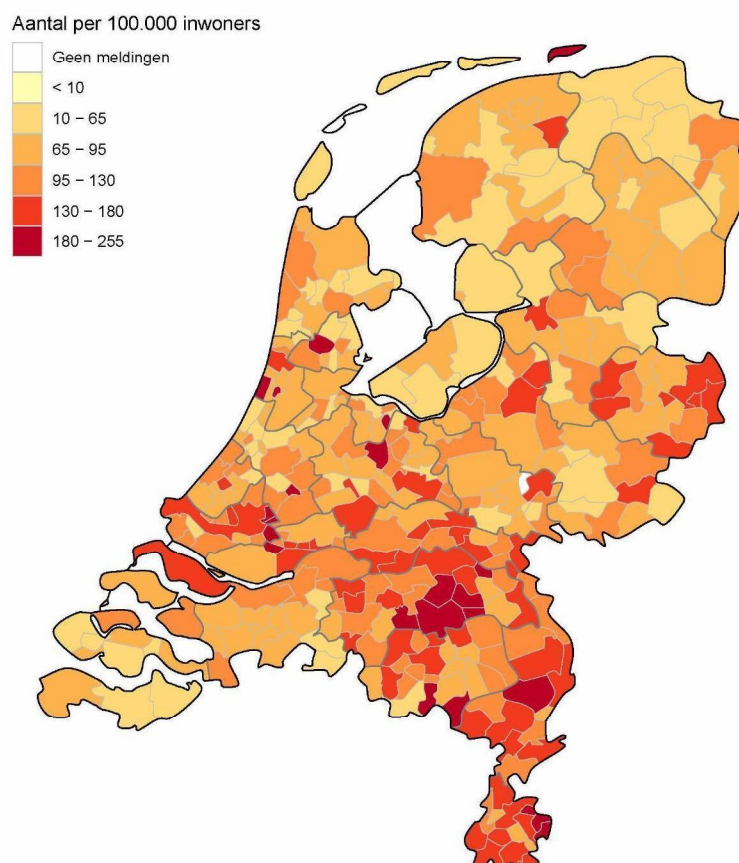 Aantal per 100.000 inwoners
Geen meldingen
< 10
10 − 65
65 − 95
95 − 130
130 − 180
180 − 255